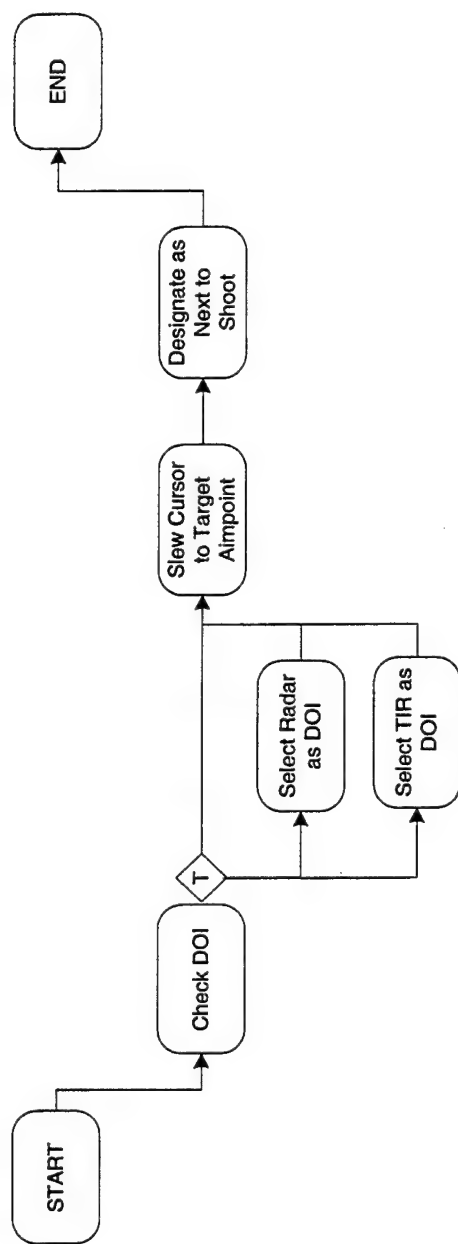 START
Check DOI
T
Select Radar
as DOI
Select TIR as
DOI
Slew Cursor
to Target
Aimpoint
Designate as
Next to
Shoot
END